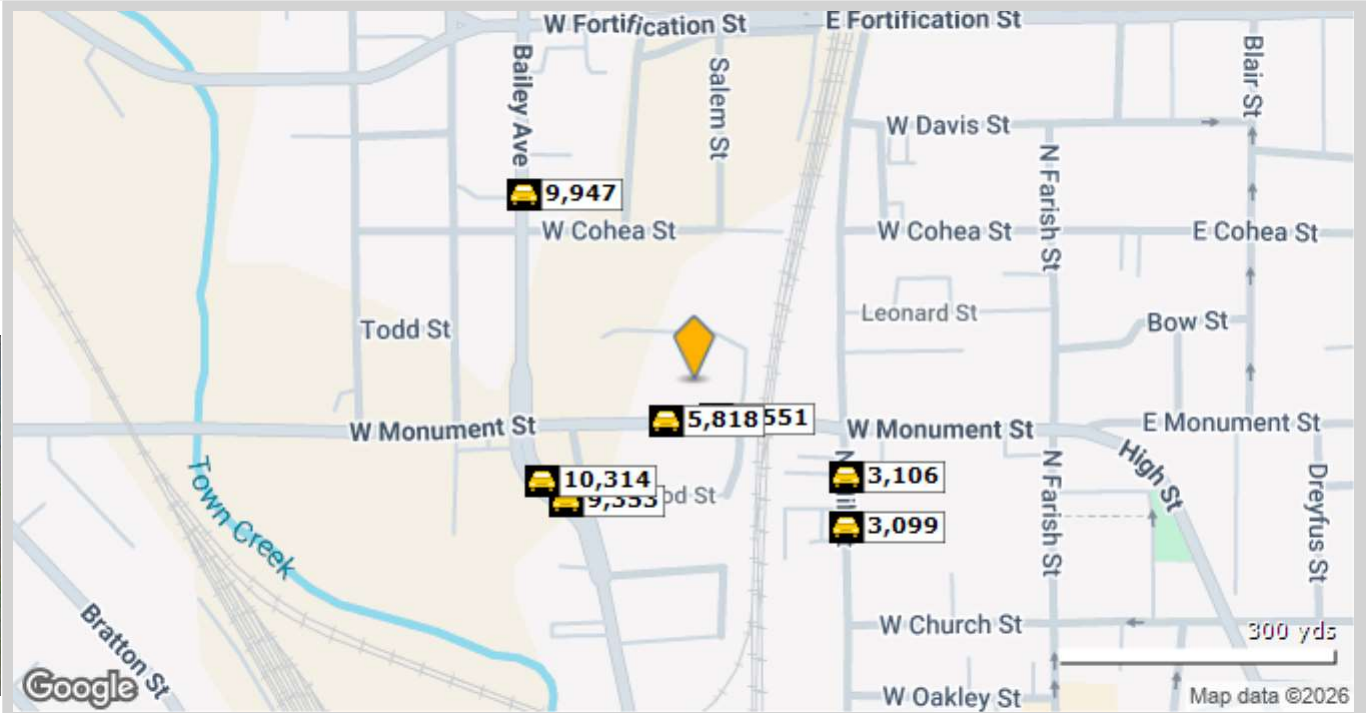 W Fortification St
E Fortification St
Bailey Ave
Salem St
Blair St
W Davis St
N Farish St
9,947
W Cohea St
W Cohea St
E Cohea St
Leonard St
Todd St
Bow St
5,818
551
W Monument St
W Monument St
E Monument St
High St
10,314
9,353
St
3,106
3,099
N
N Farish St
Dreyfus St
Town Creek
Bratton St
W Church St
300 yds
W Oakley St
Google
Map data ©2026